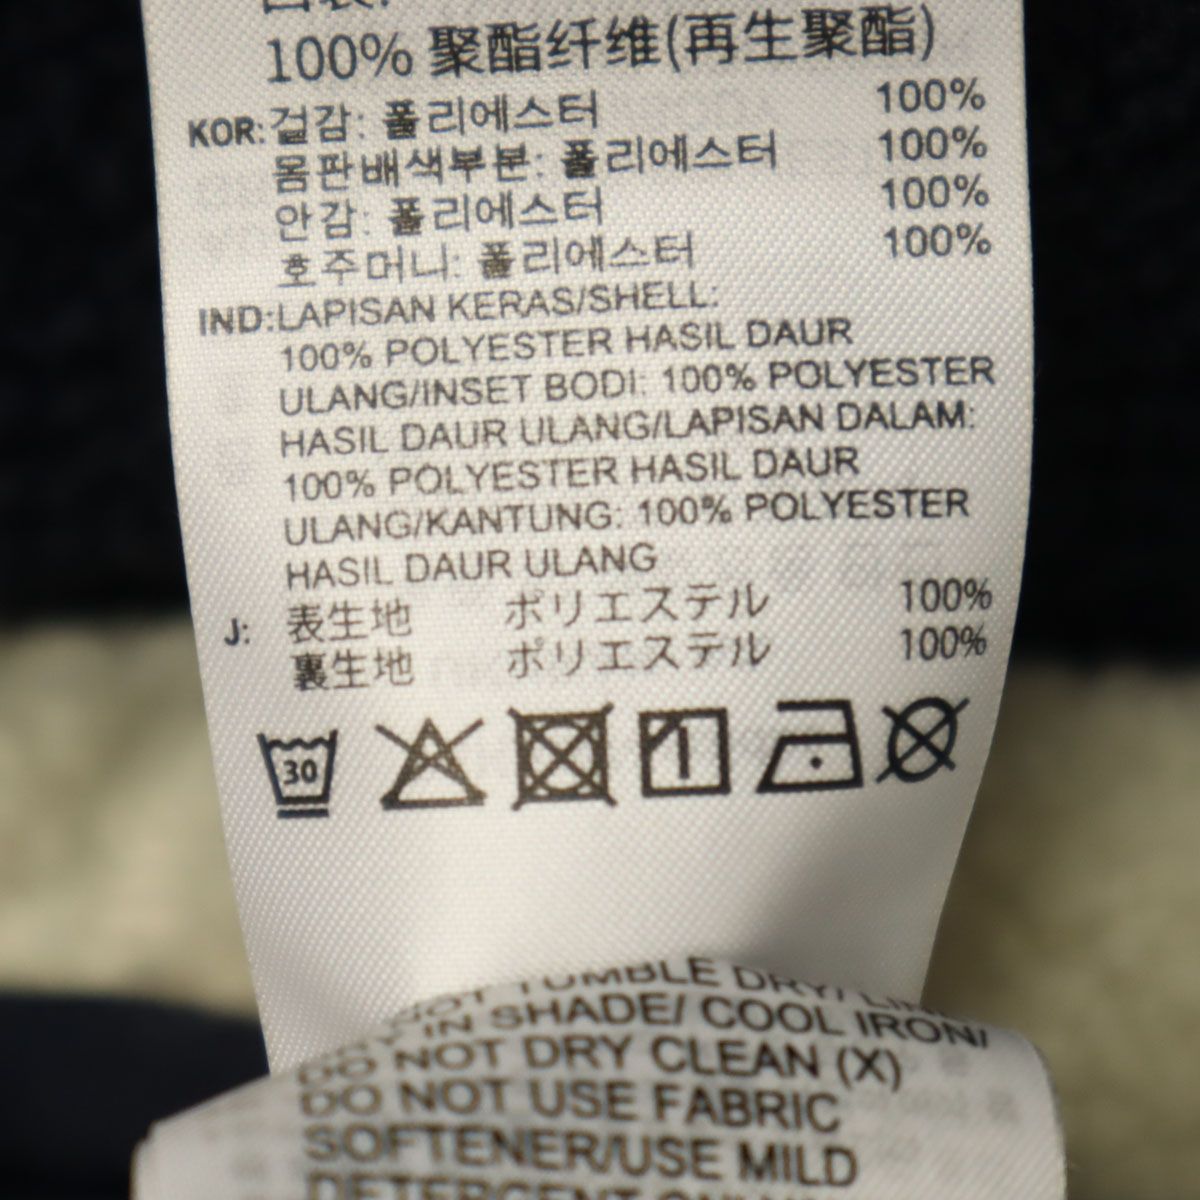 100% 聚酯纤维(再生聚酯)
KOR: 겉감: 폴리에스터 100%
몸판배색부분: 폴리에스터 100%
안감: 폴리에스터 100%
호주머니: 폴리에스터 100%
IND: LAPISAN KERAS/SHELL:
100% POLYESTER HASIL DAUR
ULANG/INSET BODI: 100% POLYESTER
HASIL DAUR ULANG/LAPISAN DALAM:
100% POLYESTER HASIL DAUR
ULANG/KANTUNG: 100% POLYESTER
HASIL DAUR ULANG
J: 表生地 ポリエステル 100%
裏生地 ポリエステル 100%
30
TUMBLE DRY/
IN SHADE/ COOL IRON/
DO NOT DRY CLEAN (X)
DO NOT USE FABRIC
SOFTENER/USE MILD
DETERGENT